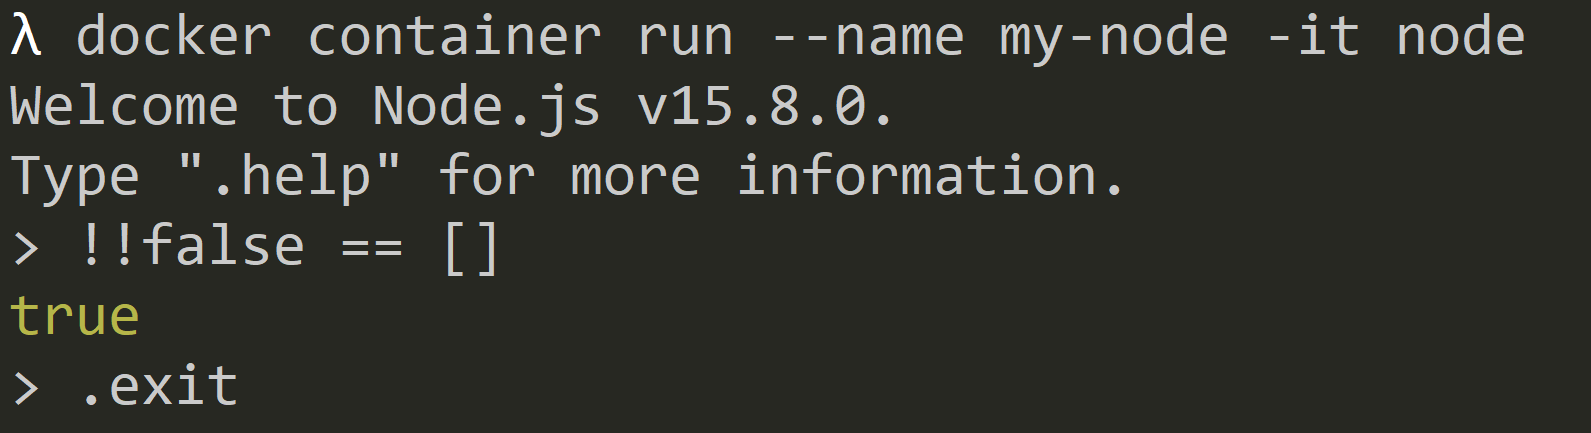 λ docker container run --name my-node -it node
Welcome to Node.js v15.8.0.
Type ".help" for more information.
> !!false == []
true
> .exit